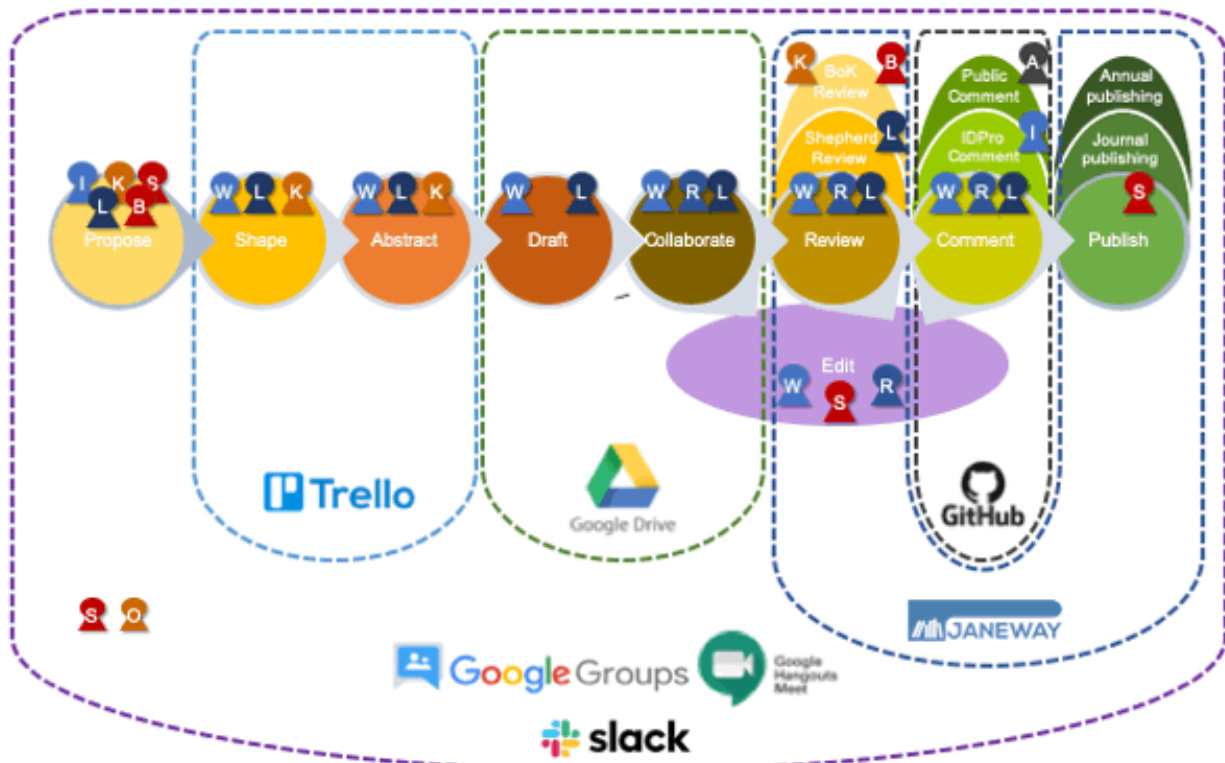 K B
BoK
Review
A
Public
Comment
Annual
publishing
L
Shepherd
Review
I
IDPro
Comment
Journal
publishing
I K S
L B
Propose
W L K
Shape
W L K
Abstract
W L
Draft
W R L
Collaborate
W R L
Review
W R L
Comment
S
Publish
Edit
W S R
Trello
Google Drive
GitHub
S O
JANEWAY
Google Groups
Google
Hangouts
Meet
slack